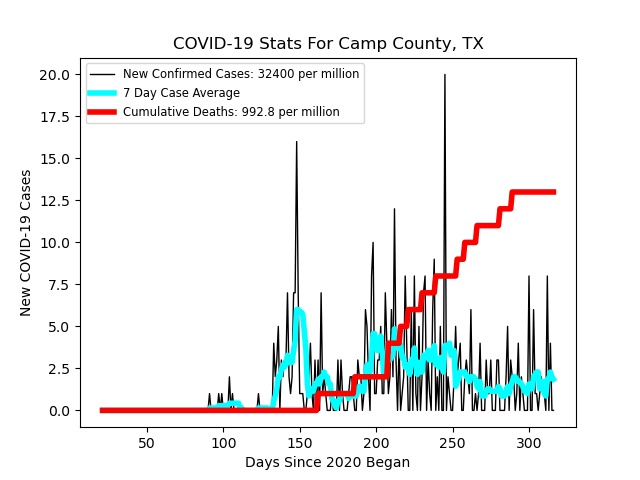 COVID-19 Stats For Camp County, TX
New Confirmed Cases: 32400 per million
7 Day Case Average
Cumulative Deaths: 992.8 per million
New COVID-19 Cases
20.0
17.5
15.0
12.5
10.0
7.5
5.0
2.5
0.0
50 100 150 200 250 300
Days Since 2020 Began